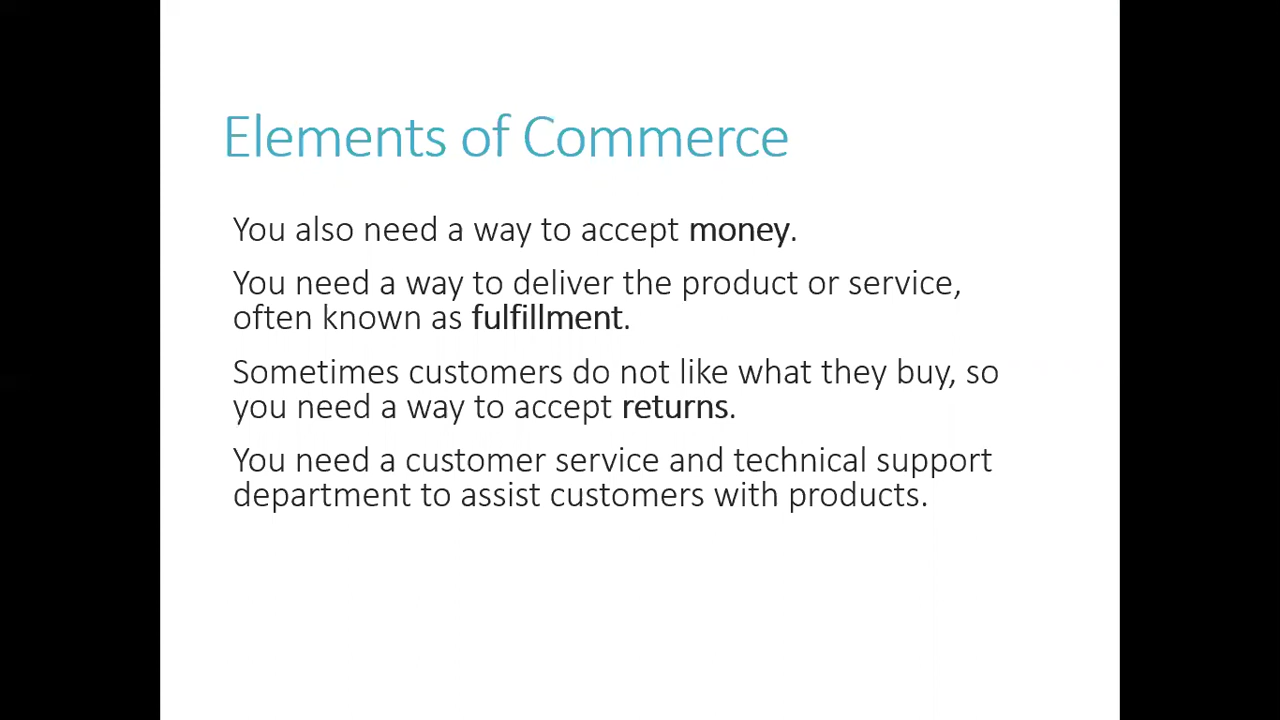 Elements of Commerce
You also need a way to accept money.
You need a way to deliver the product or service,
often known as fulfillment.
Sometimes customers do not like what they buy, so
you need a way to accept returns.
You need a customer service and technical support
department to assist customers with products.